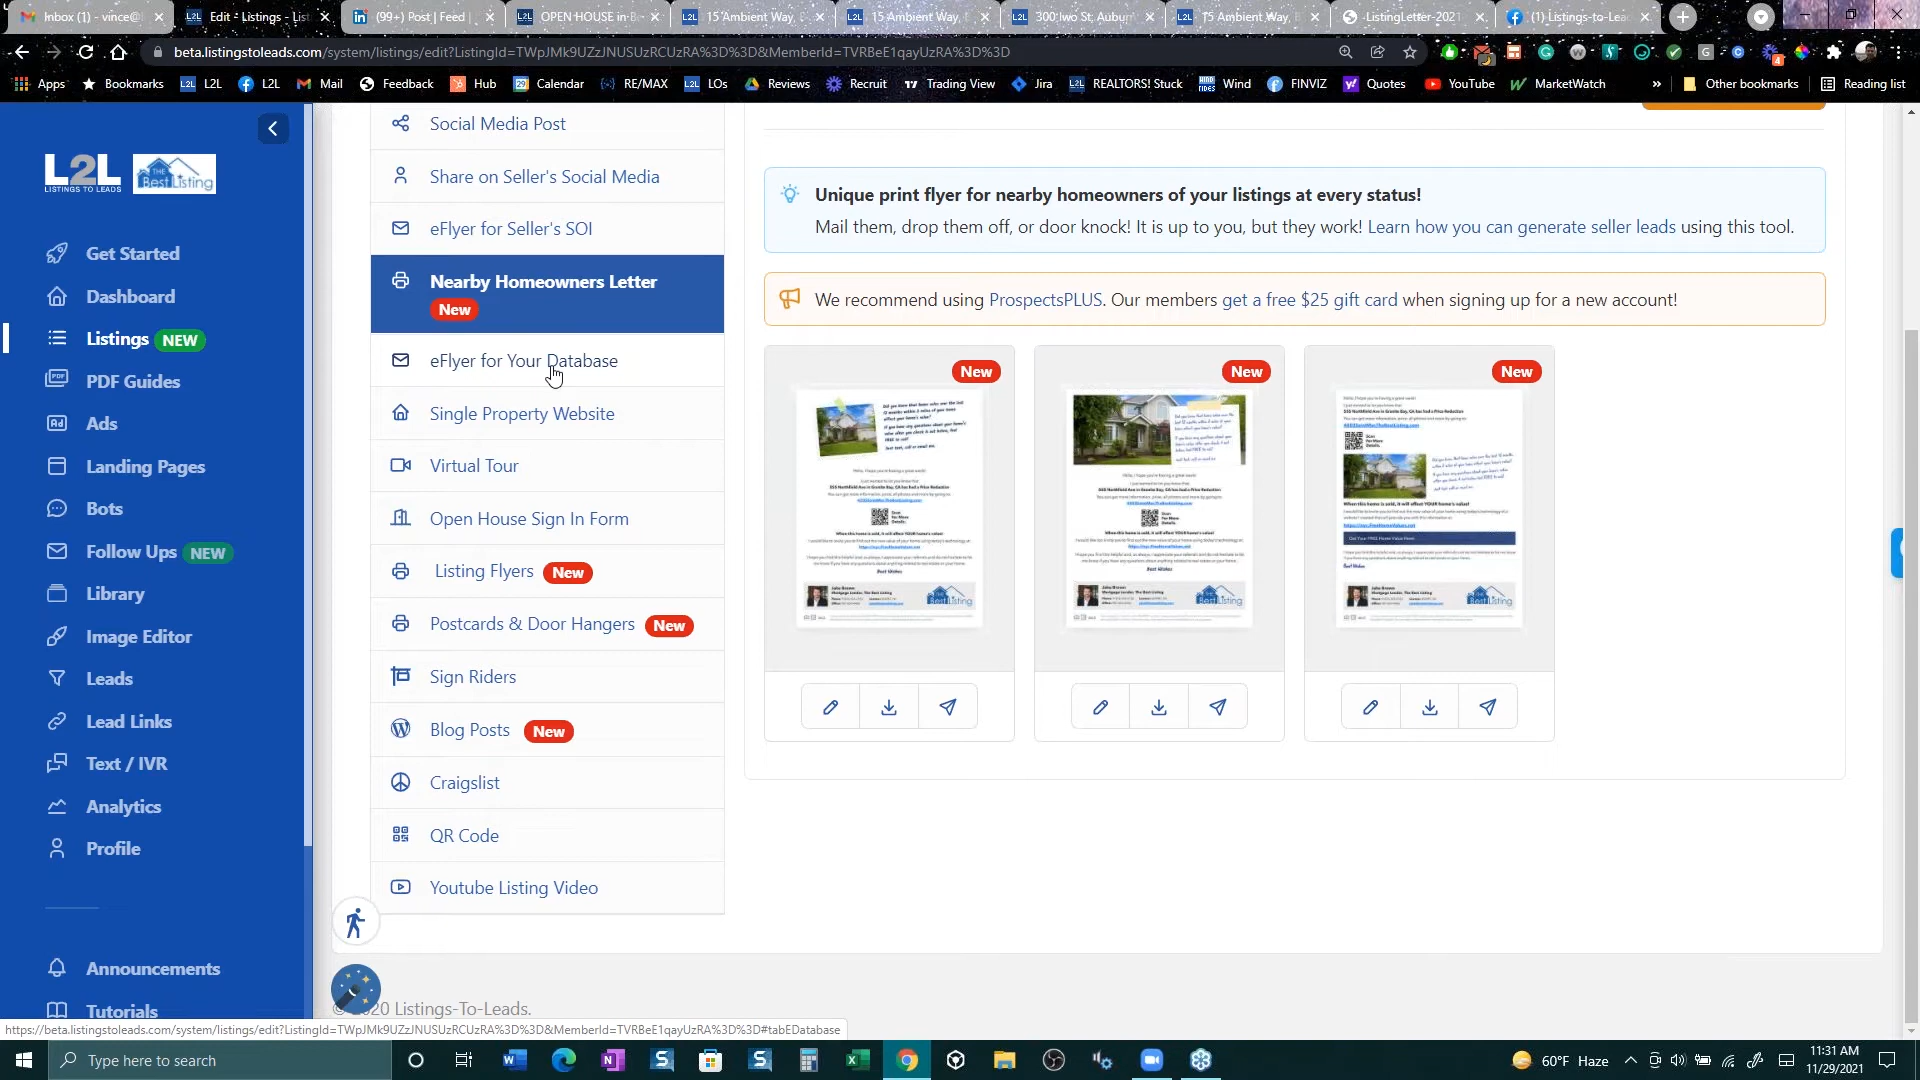 Inbox (1) - vince@l
Edit - Listings - List
(99+) Post | Feed |
OPEN HOUSE in Be
15 Ambient Way,
15 Ambient Way,
300 Iwo St, Aubur
15 Ambient Way, B
-ListingLetter-2021
(1) Listings-to-Lea
beta.listingstoleads.com/system/listings/edit?ListingId=TWpJMk9UZzJNUSUzRCUzRA%3D%3D&MemberId=TVRBeE1qayUzRA%3D%3D
Apps
Bookmarks
L2L
L2L
Mail
Feedback
Hub
Calendar
RE/MAX
LOs
Reviews
Recruit
Trading View
Jira
REALTORS! Stuck
Wind
FINVIZ
Quotes
YouTube
MarketWatch
»
Other bookmarks
Reading list
L2L
LISTINGS TO LEADS
THE
BestListing
Get Started
Dashboard
Listings NEW
PDF Guides
Ads
Landing Pages
Bots
Follow Ups NEW
Library
Image Editor
Leads
Lead Links
Text / IVR
Analytics
Profile
Announcements
Tutorials
Social Media Post
Share on Seller's Social Media
eFlyer for Seller's SOI
Nearby Homeowners Letter
New
eFlyer for Your Database
Single Property Website
Virtual Tour
Open House Sign In Form
Listing Flyers New
Postcards & Door Hangers New
Sign Riders
Blog Posts New
Craigslist
QR Code
Youtube Listing Video
Unique print flyer for nearby homeowners of your listings at every status!
Mail them, drop them off, or door knock! It is up to you, but they work! Learn how you can generate seller leads using this tool.
We recommend using ProspectsPLUS. Our members get a free $25 gift card when signing up for a new account!
New
New
New
20 Listings-To-Leads.
https://beta.listingstoleads.com/system/listings/edit?ListingId=TWpJMk9UZzJNUSUzRCUzRA%3D%3D&MemberId=TVRBeE1qayUzRA%3D%3D#tabEDatabase
Type here to search
60°F Haze
11:31 AM
11/29/2021